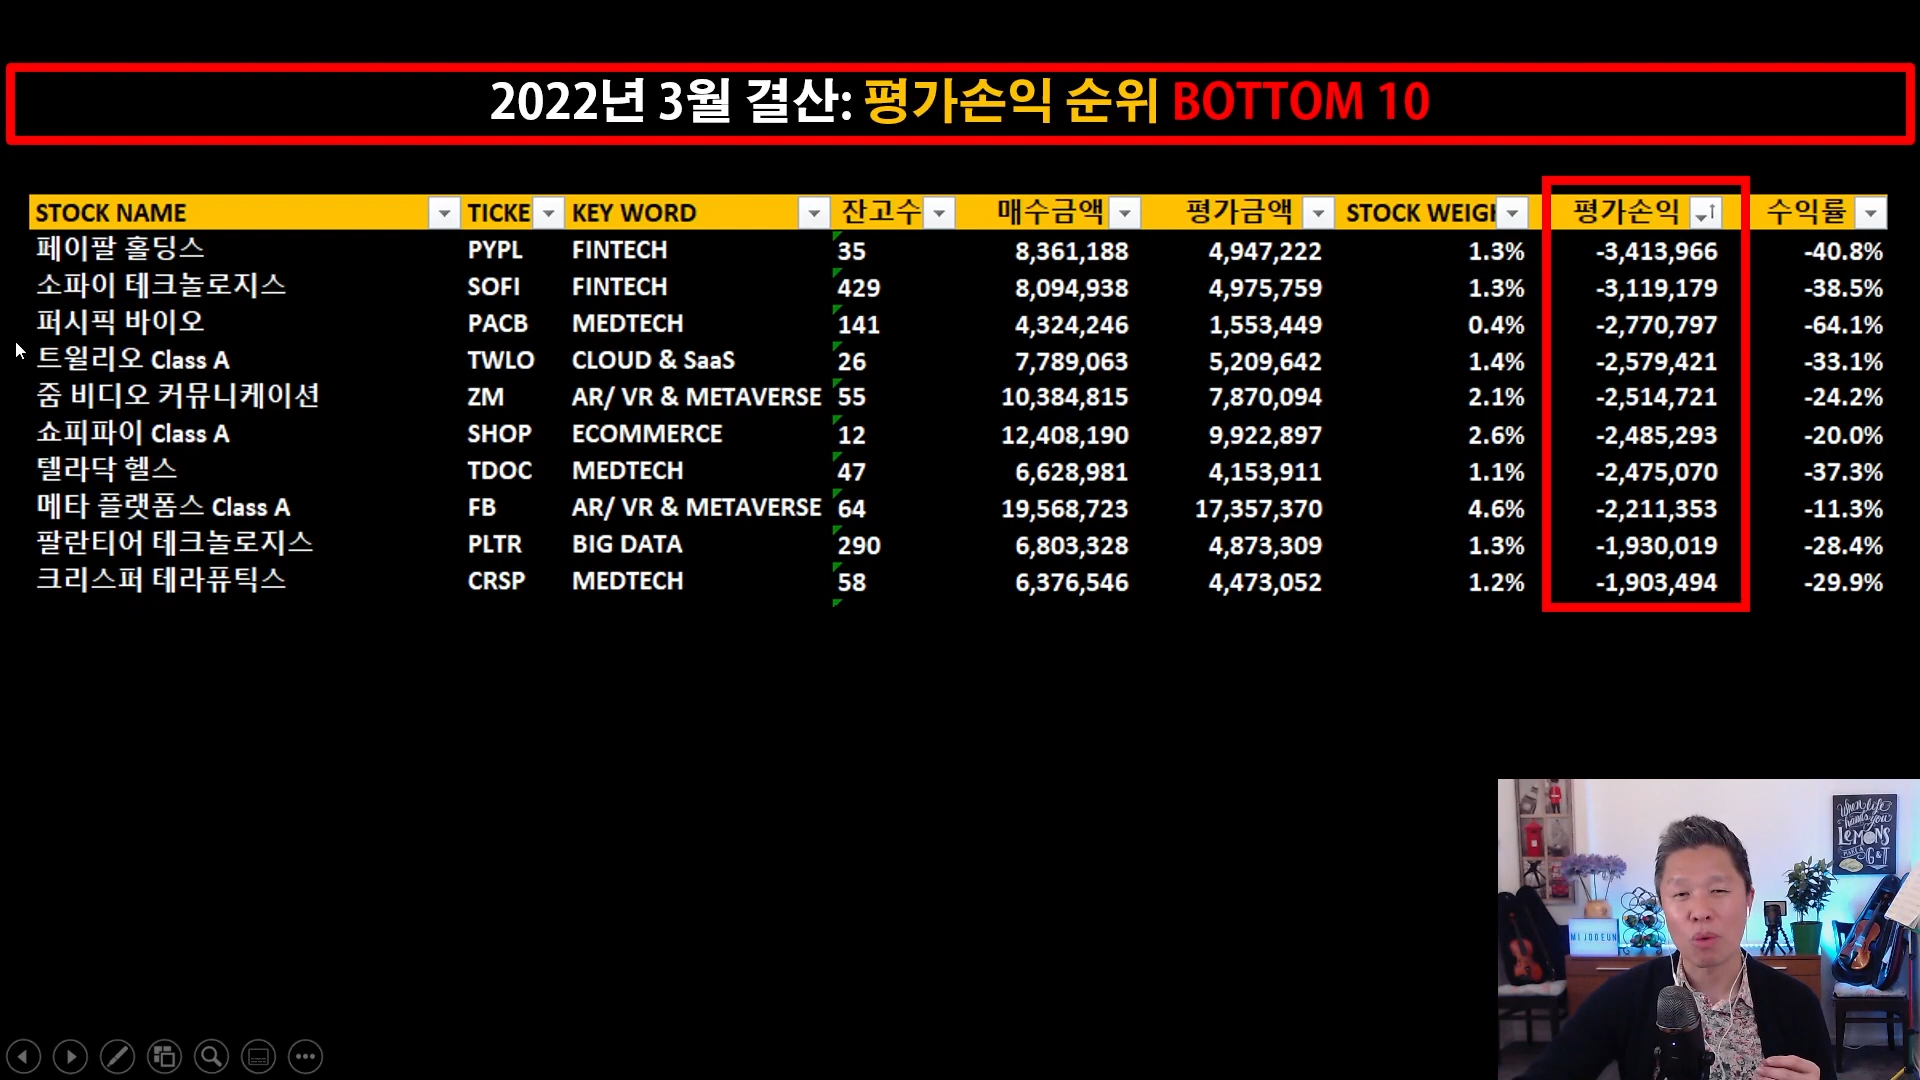 2022년 3월 결산: 평가손익 순위 BOTTOM 10
STOCK NAME TICKE KEY WORD 잔고수 매수금액 평가금액 STOCK WEIGH 평가손익 수익률
페이팔 홀딩스 PYPL FINTECH 35 8,361,188 4,947,222 1.3% -3,413,966 -40.8%
소파이 테크놀로지스 SOFI FINTECH 429 8,094,938 4,975,759 1.3% -3,119,179 -38.5%
퍼시픽 바이오 PACB MEDTECH 141 4,324,246 1,553,449 0.4% -2,770,797 -64.1%
트윌리오 Class A TWLO CLOUD & SaaS 26 7,789,063 5,209,642 1.4% -2,579,421 -33.1%
줌 비디오 커뮤니케이션 ZM AR/ VR & METAVERSE 55 10,384,815 7,870,094 2.1% -2,514,721 -24.2%
쇼피파이 Class A SHOP ECOMMERCE 12 12,408,190 9,922,897 2.6% -2,485,293 -20.0%
텔라닥 헬스 TDOC MEDTECH 47 6,628,981 4,153,911 1.1% -2,475,070 -37.3%
메타 플랫폼스 Class A FB AR/ VR & METAVERSE 64 19,568,723 17,357,370 4.6% -2,211,353 -11.3%
팔란티어 테크놀로지스 PLTR BIG DATA 290 6,803,328 4,873,309 1.3% -1,930,019 -28.4%
크리스퍼 테라퓨틱스 CRSP MEDTECH 58 6,376,546 4,473,052 1.2% -1,903,494 -29.9%
When life
hands you
LEMONS
G&T
MIJOOEUN